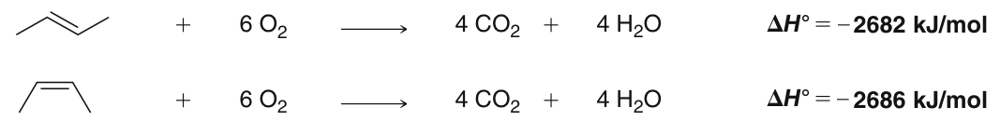 + 6 O₂ ⟶ 4 CO₂ + 4 H₂O ΔH° = −2682 kJ/mol
+ 6 O₂ ⟶ 4 CO₂ + 4 H₂O ΔH° = −2686 kJ/mol